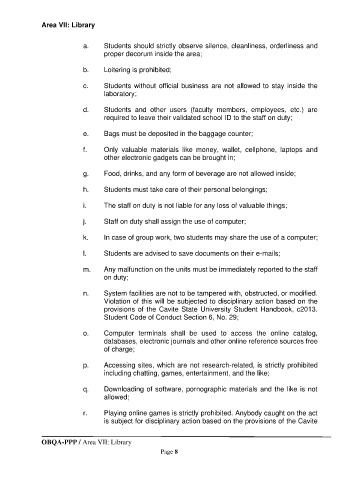 Area VII: Library
a. Students should strictly observe silence, cleanliness, orderliness and
proper decorum inside the area;
b. Loitering is prohibited;
c. Students without official business are not allowed to stay inside the
laboratory;
d. Students and other users (faculty members, employees, etc.) are
required to leave their validated school ID to the staff on duty;
e. Bags must be deposited in the baggage counter;
f. Only valuable materials like money, wallet, cellphone, laptops and
other electronic gadgets can be brought in;
g. Food, drinks, and any form of beverage are not allowed inside;
h. Students must take care of their personal belongings;
i. The staff on duty is not liable for any loss of valuable things;
j. Staff on duty shall assign the use of computer;
k. In case of group work, two students may share the use of a computer;
l. Students are advised to save documents on their e-mails;
m. Any malfunction on the units must be immediately reported to the staff
on duty;
n. System facilities are not to be tampered with, obstructed, or modified.
Violation of this will be subjected to disciplinary action based on the
provisions of the Cavite State University Student Handbook, c2013.
Student Code of Conduct Section 6. No. 29;
o. Computer terminals shall be used to access the online catalog,
databases, electronic journals and other online reference sources free
of charge;
p. Accessing sites, which are not research-related, is strictly prohibited
including chatting, games, entertainment, and the like;
q. Downloading of software, pornographic materials and the like is not
allowed;
r. Playing online games is strictly prohibited. Anybody caught on the act
is subject for disciplinary action based on the provisions of the Cavite
OBQA-PPP / Area VII: Library
Page 8